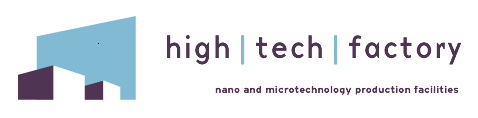 high | tech | factory
nano and microtechnology production facilities